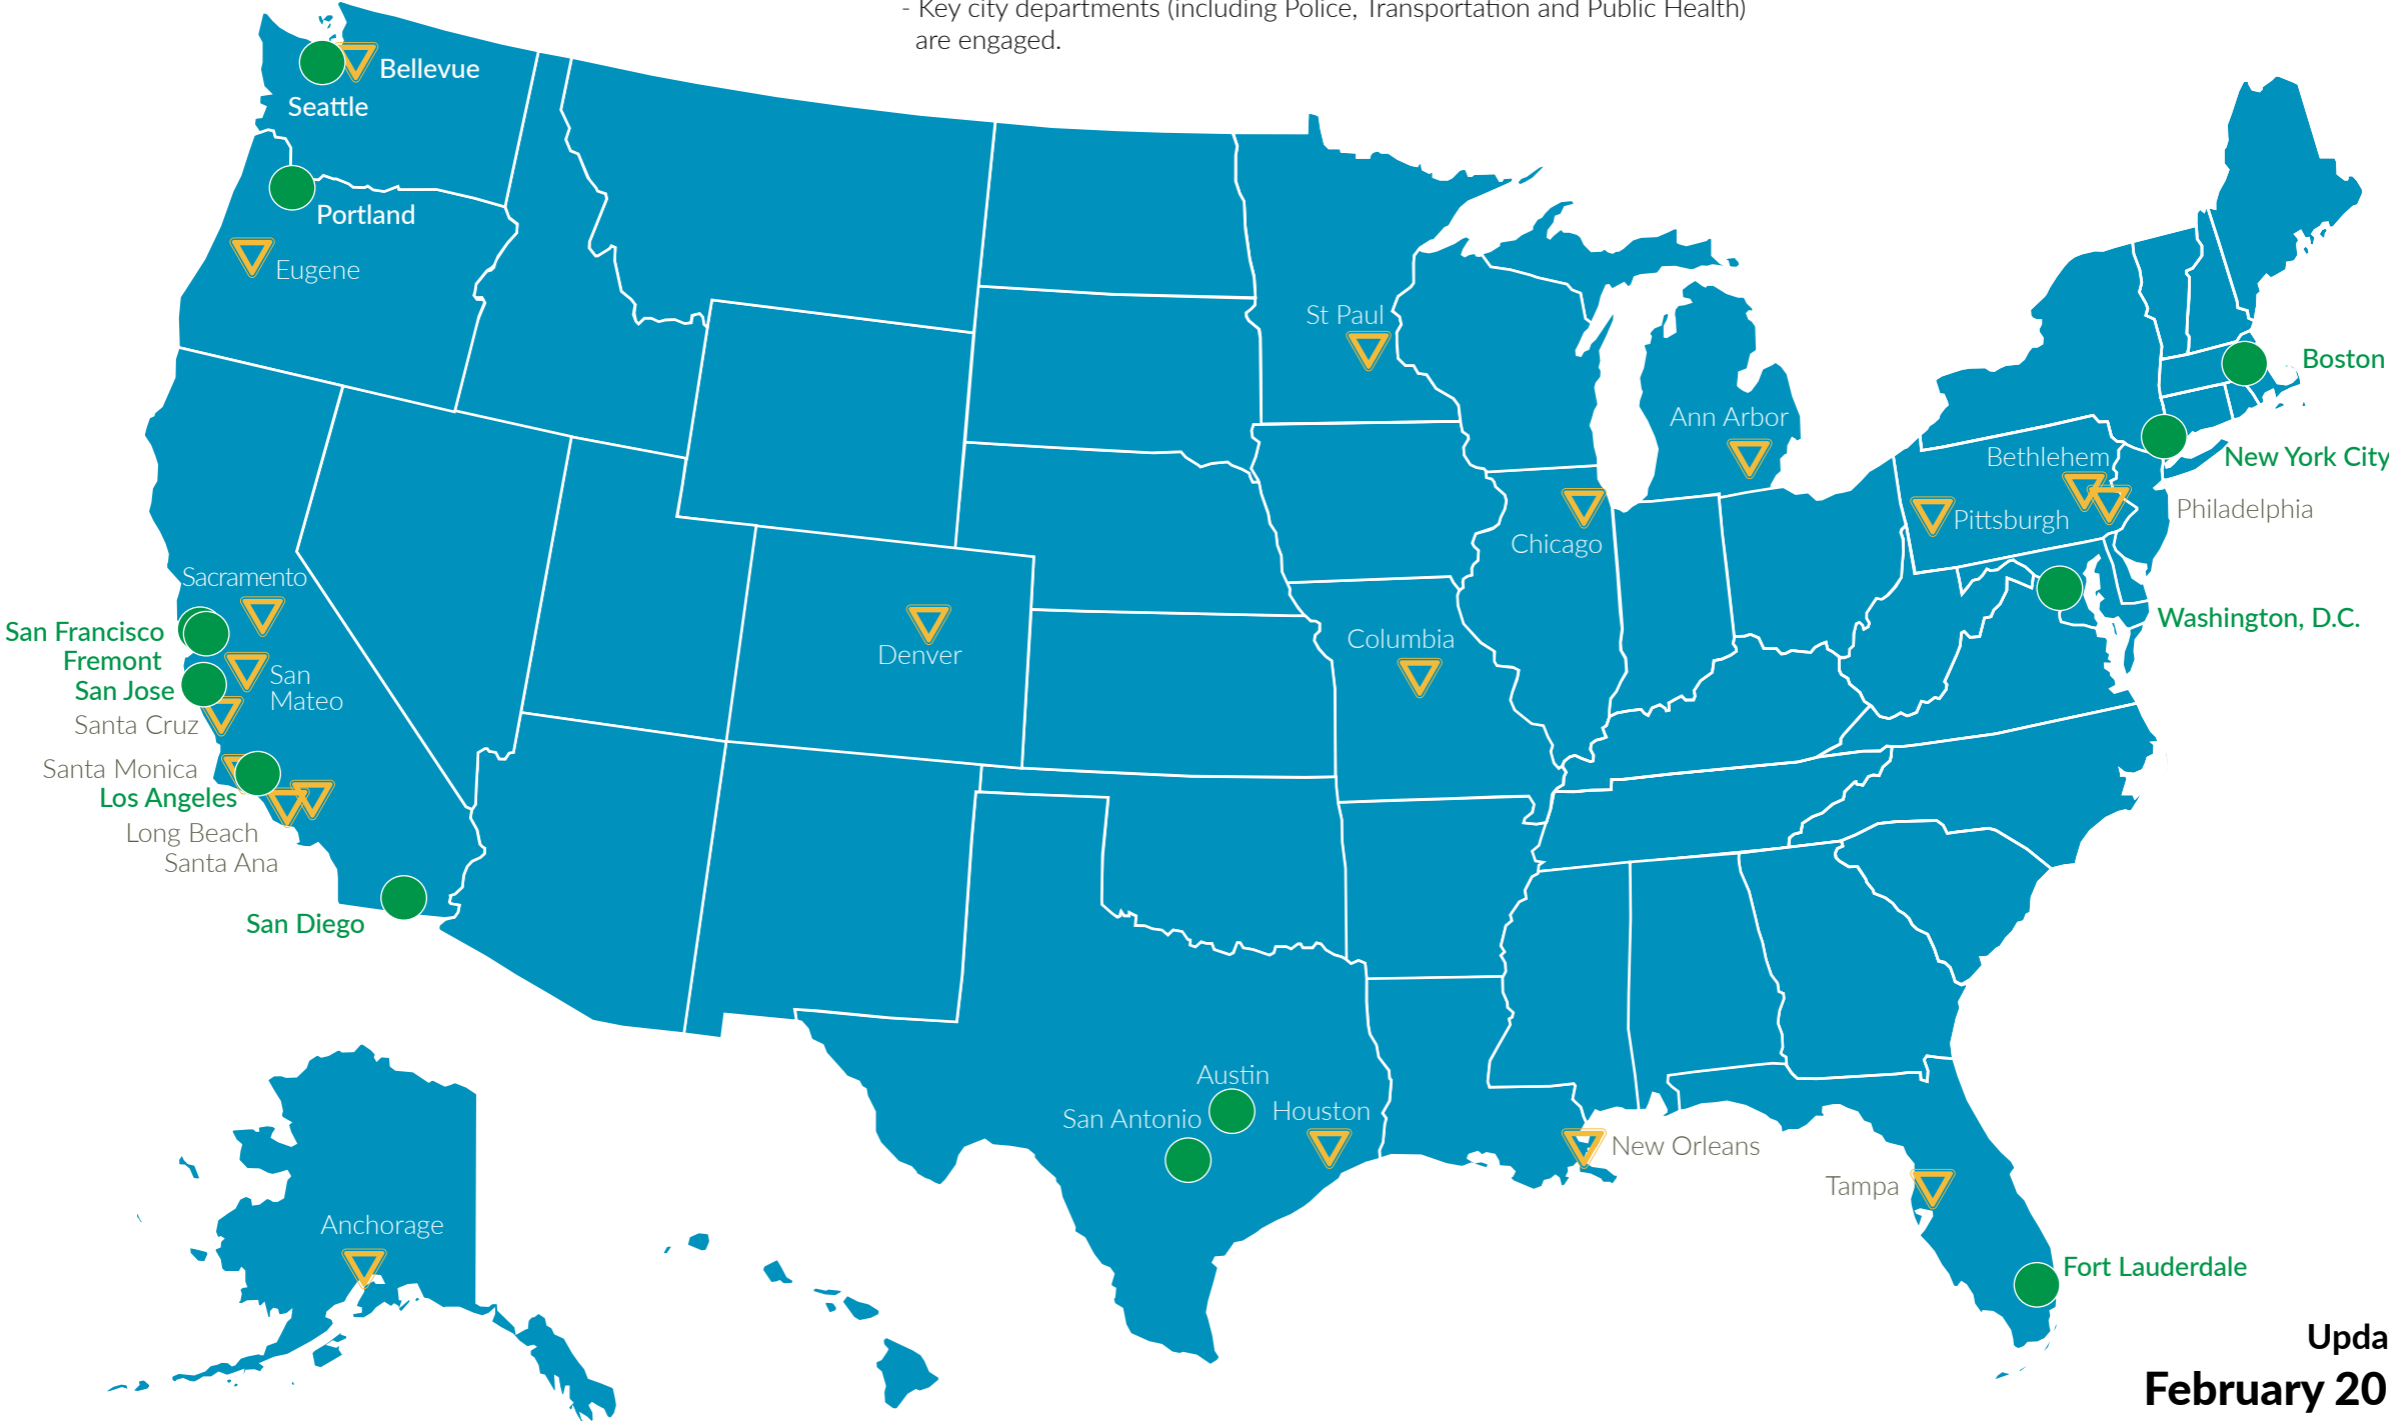 - Key city departments (including Police, Transportation and Public Health)
are engaged.
Bellevue
Seattle
Portland
Eugene
St Paul
Boston
Ann Arbor
Bethlehem
New York City
Philadelphia
Pittsburgh
Chicago
Sacramento
San Francisco
Fremont
San Jose
San
Mateo
Santa Cruz
Denver
Columbia
Washington, D.C.
Santa Monica
Los Angeles
Long Beach
Santa Ana
San Diego
Austin
San Antonio
Houston
New Orleans
Tampa
Anchorage
Fort Lauderdale
Upda
February 20